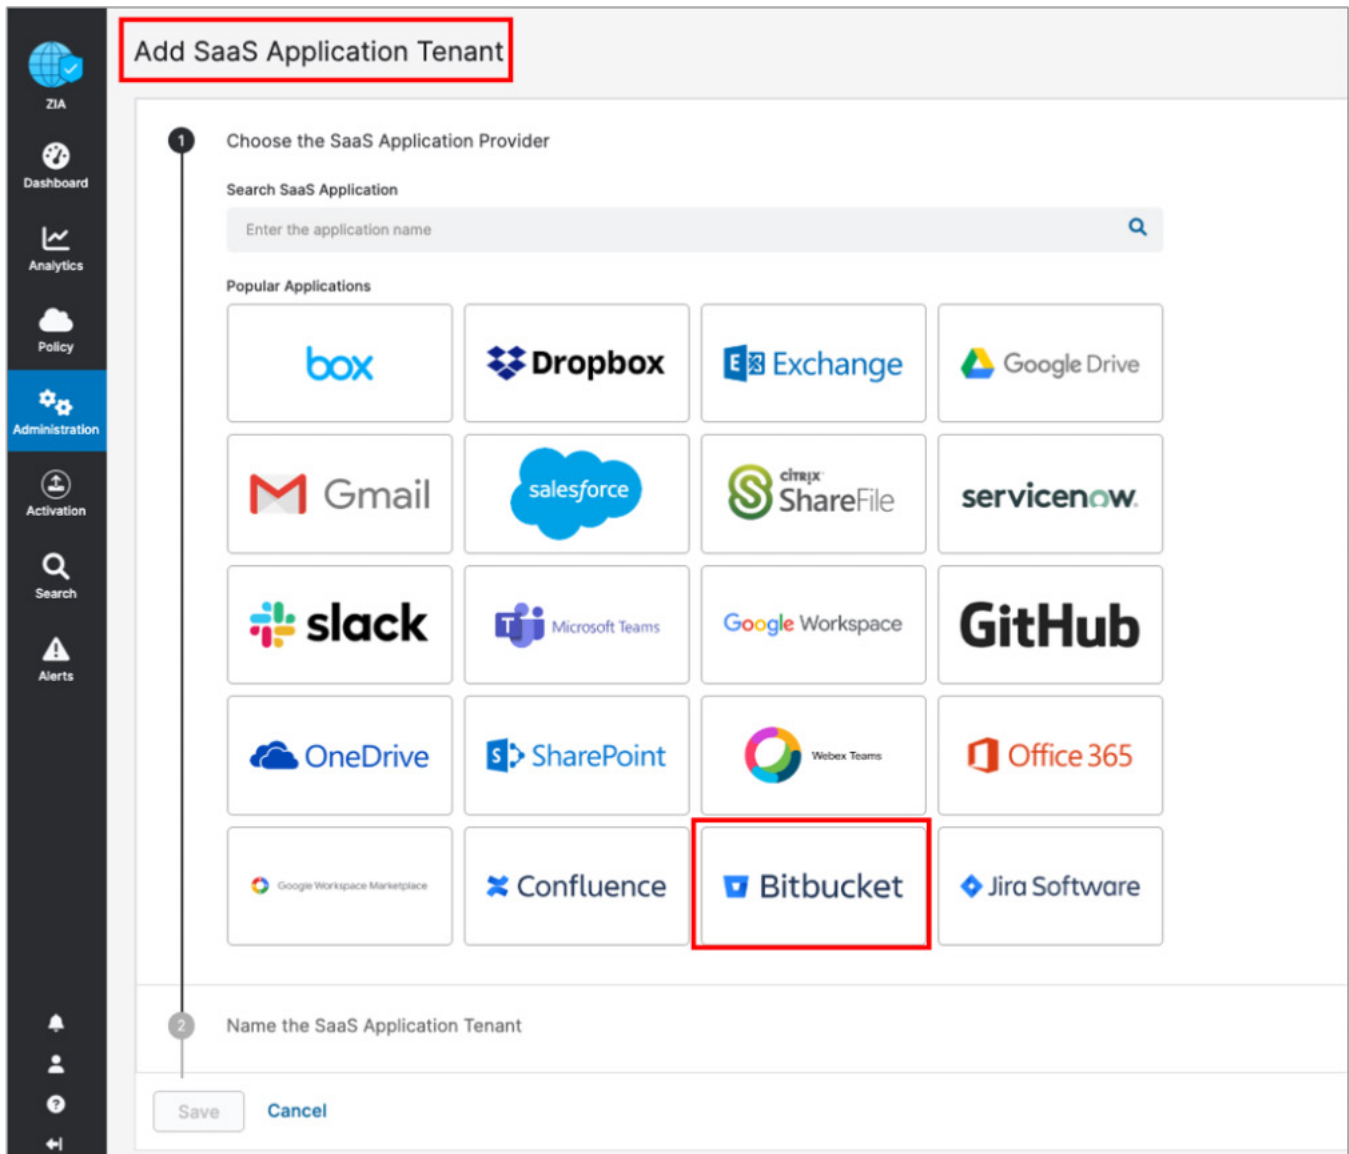 Add SaaS Application Tenant
ZIA
Dashboard
Analytics
Policy
Administration
Activation
Search
Alerts
1
Choose the SaaS Application Provider
Search SaaS Application
Enter the application name
Popular Applications
box
Dropbox
E X Exchange
Google Drive
Gmail
salesforce
citrix
ShareFile
servicenow.
slack
T Microsoft Teams
Google Workspace
GitHub
OneDrive
S SharePoint
Webex Teams
Office 365
Google Workspace Marketplace
Confluence
Bitbucket
Jira Software
2
Name the SaaS Application Tenant
Save
Cancel